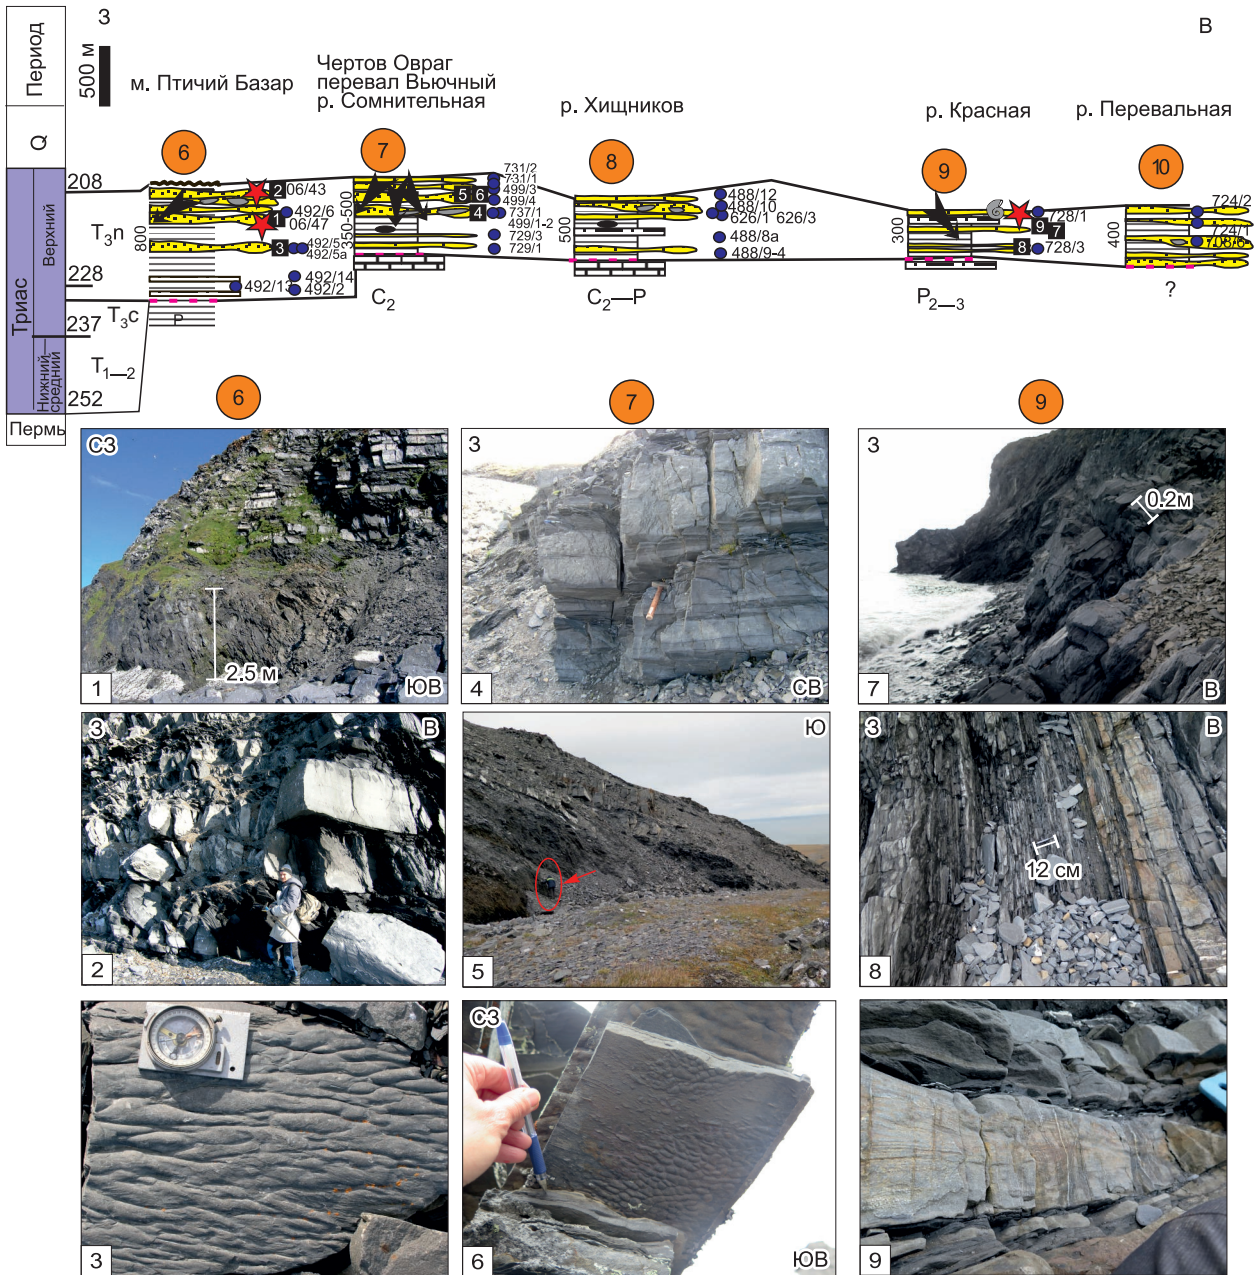 З
В
Период
500 м
м. Птичий Базар
Чертов Овраг
перевал Вьючный
р. Сомнительная
р. Хищников
р. Красная
р. Перевальная
Q
6
7
8
9
10
Триас
Верхний
Нижний—
средний
Пермь
208
228
237
252
T3n
T3c
T1—2
800
2
06/43
1
06/47
492/6
3
492/5
492/5а
492/14
492/13
492/2
P
350-500
5
6
4
731/2
731/1
499/3
499/4
737/1
499/1-2
729/3
729/1
C2
500
488/12
488/10
626/1
626/3
488/8а
488/9-4
C2—P
300
9
7
8
728/1
728/3
P2—3
400
724/2
724/1
?
6
7
9
СЗ
2.5 м
1
ЮВ
З
4
СВ
З
0.2м
7
В
З
В
2
Ю
5
З
В
12 см
8
3
СЗ
6
ЮВ
9